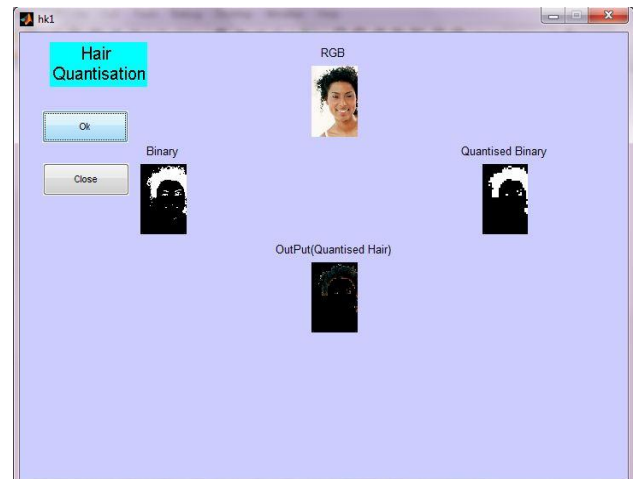 hk1
Hair
Quantisation
RGB
Ok
Binary
Quantised Binary
Close
OutPut(Quantised Hair)